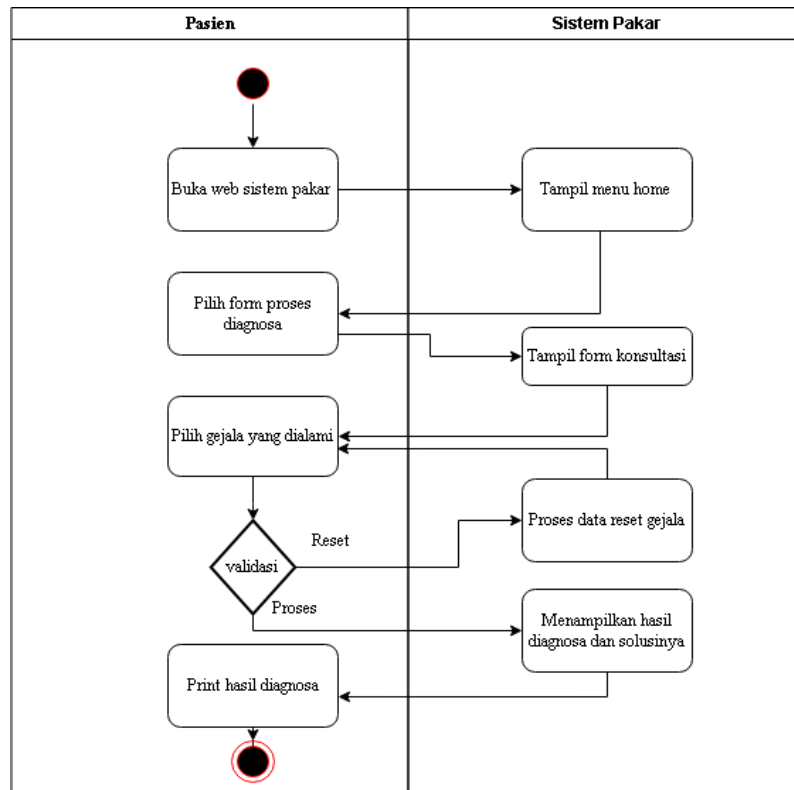 Pasien
Sistem Pakar
Buka web sistem pakar
Tampil menu home
Pilih form proses
diagnosa
Tampil form konsultasi
Pilih gejala yang dialami
Proses data reset gejala
Reset
validasi
Proses
Menampilkan hasil
diagnosa dan solusinya
Print hasil diagnosa